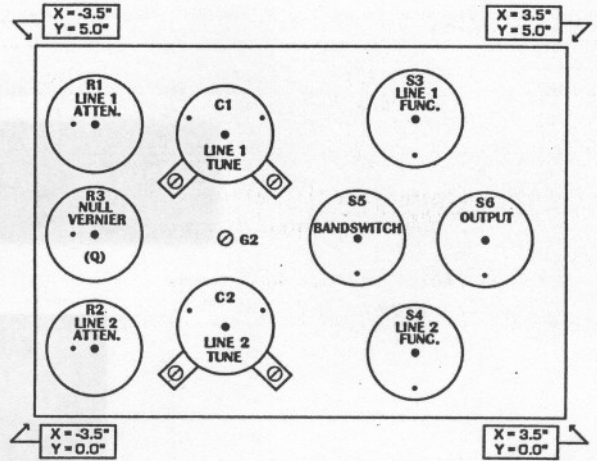 X = -3.5"
Y = 5.0"
X = 3.5"
Y = 5.0"
R1
LINE 1
ATTEN.
C1
LINE 1
TUNE
S3
LINE 1
FUNC.
R3
NULL
VERNIER
(Q)
G2
S5
BANDSWITCH
S6
OUTPUT
R2
LINE 2
ATTEN.
C2
LINE 2
TUNE
S4
LINE 2
FUNC.
X = -3.5"
Y = 0.0"
X = 3.5"
Y = 0.0"